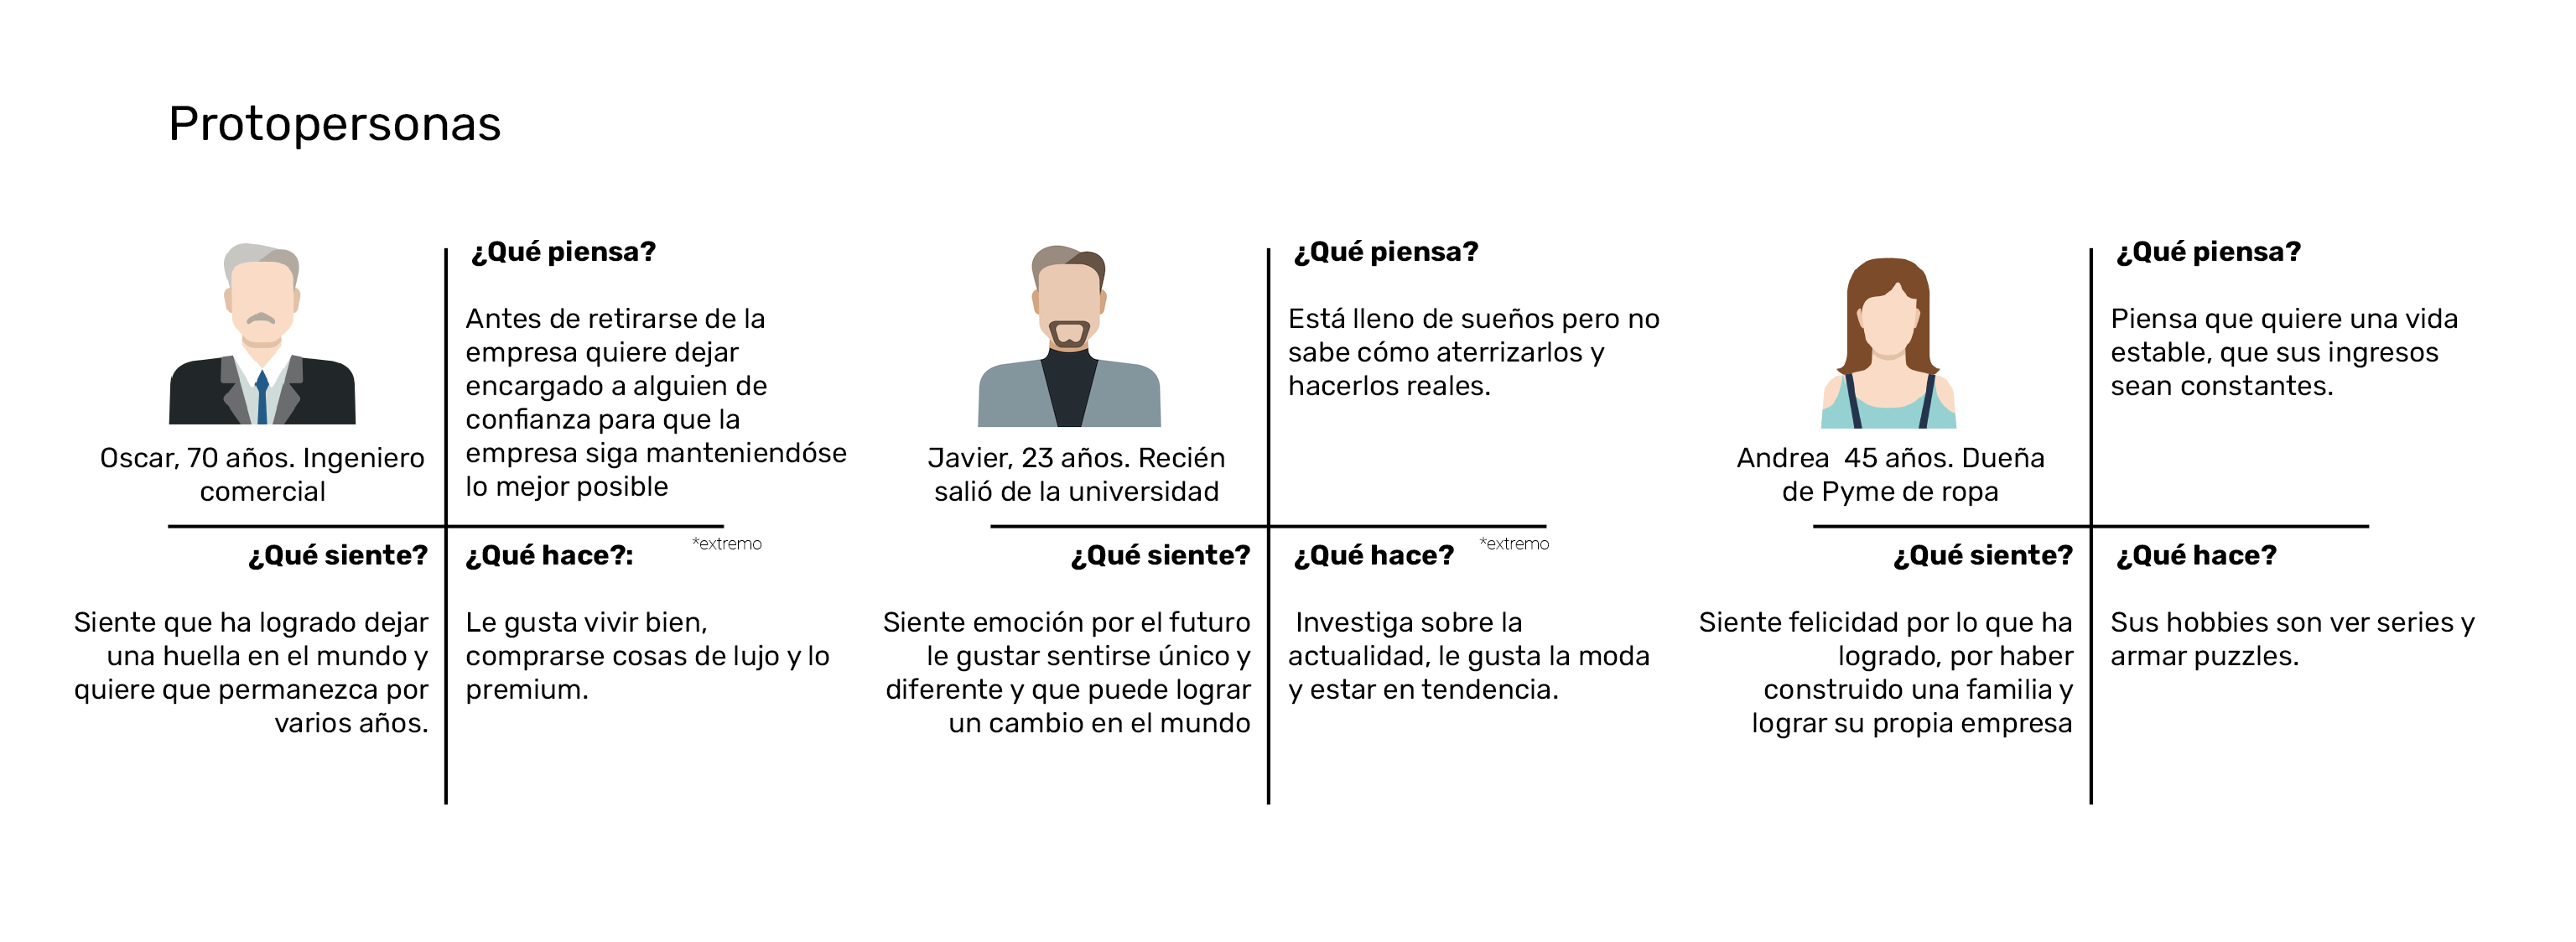 Protopersonas
Oscar, 70 años. Ingeniero
comercial
¿Qué piensa?
Antes de retirarse de la
empresa quiere dejar
encargado a alguien de
confianza para que la
empresa siga manteniendóse
lo mejor posible
¿Qué siente?
Siente que ha logrado dejar
una huella en el mundo y
quiere que permanezca por
varios años.
¿Qué hace?:
*extremo
Le gusta vivir bien,
comprarse cosas de lujo y lo
premium.
Javier, 23 años. Recién
salió de la universidad
¿Qué piensa?
Está lleno de sueños pero no
sabe cómo aterrizarlos y
hacerlos reales.
¿Qué siente?
Siente emoción por el futuro
le gustar sentirse único y
diferente y que puede lograr
un cambio en el mundo
¿Qué hace?
*extremo
Investiga sobre la
actualidad, le gusta la moda
y estar en tendencia.
Andrea  45 años. Dueña
de Pyme de ropa
¿Qué piensa?
Piensa que quiere una vida
estable, que sus ingresos
sean constantes.
¿Qué siente?
Siente felicidad por lo que ha
logrado, por haber
construido una familia y
lograr su propia empresa
¿Qué hace?
Sus hobbies son ver series y
armar puzzles.